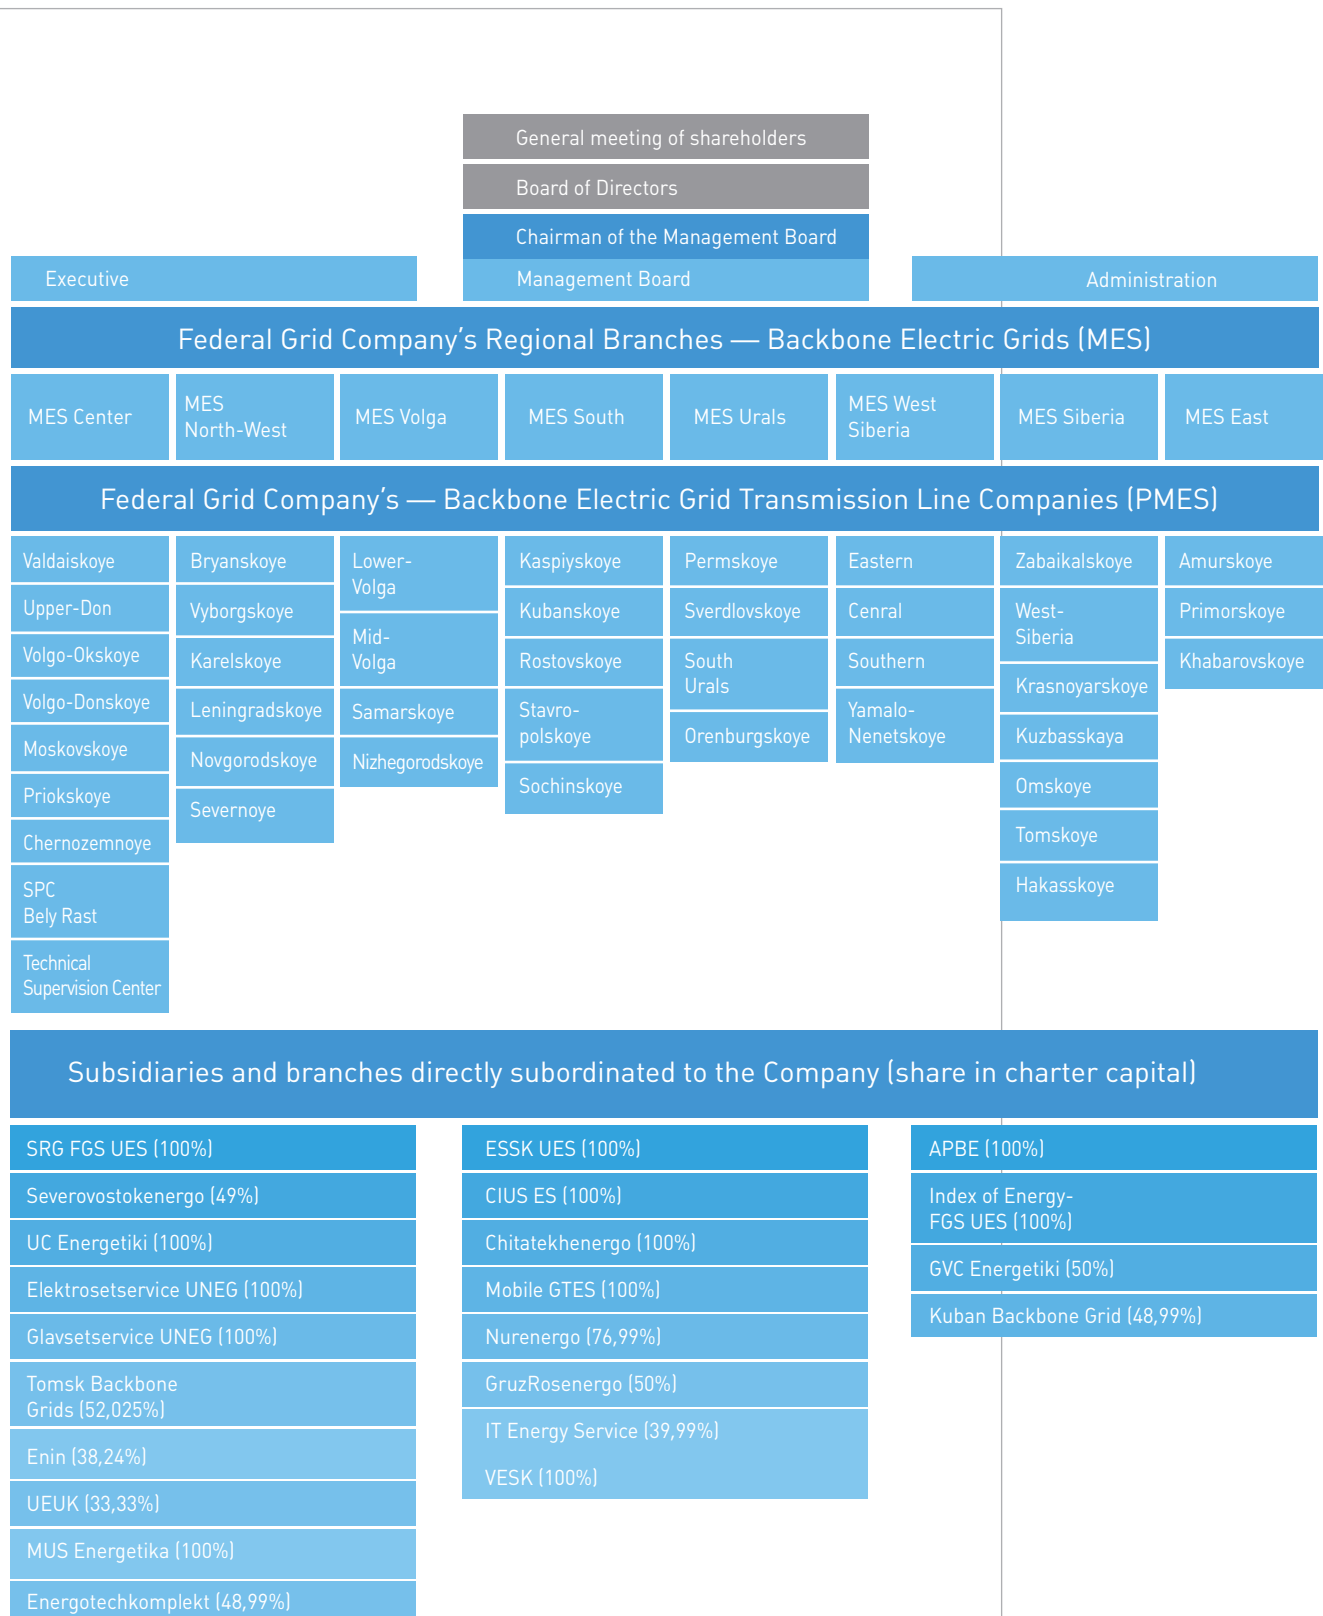 General meeting of shareholders
Board of Directors
Chairman of the Management Board
Executive
Management Board
Administration
Federal Grid Company's Regional Branches — Backbone Electric Grids (MES)
MES Center
MES
North-West
MES Volga
MES South
MES Urals
MES West
Siberia
MES Siberia
MES East
Federal Grid Company's — Backbone Electric Grid Transmission Line Companies (PMES)
Valdaiskoye
Upper-Don
Volgo-Okskoye
Volgo-Donskoye
Moskovskoye
Priokskoye
Chernozemnoye
SPC
Bely Rast
Technical
Supervision Center
Bryanskoye
Vyborgskoye
Karelskoye
Leningradskoye
Novgorodskoye
Severnoye
Lower-
Volga
Mid-
Volga
Samarskoye
Nizhegorodskoye
Kaspiyskoye
Kubanskoye
Rostovskoye
Stavro-
polskoye
Sochinskoye
Permskoye
Sverdlovskoye
South
Urals
Orenburgskoye
Eastern
Cenral
Southern
Yamalo-
Nenetskoye
Zabaikalskoye
West-
Siberia
Krasnoyarskoye
Kuzbasskaya
Omskoye
Tomskoye
Hakasskoye
Amurskoye
Primorskoye
Khabarovskoye
Subsidiaries and branches directly subordinated to the Company (share in charter capital)
SRG FGS UES (100%)
Severovostokenergo (49%)
UC Energetiki (100%)
Elektrosetservice UNEG (100%)
Glavsetservice UNEG (100%)
Tomsk Backbone
Grids (52,025%)
Enin (38,24%)
UEUK (33,33%)
MUS Energetika (100%)
Energotechkomplekt (48,99%)
ESSK UES (100%)
CIUS ES (100%)
Chitatekhenergo (100%)
Mobile GTES (100%)
Nurenergo (76,99%)
GruzRosenergo (50%)
IT Energy Service (39,99%)
VESK (100%)
APBE (100%)
Index of Energy-
FGS UES (100%)
GVC Energetiki (50%)
Kuban Backbone Grid (48,99%)